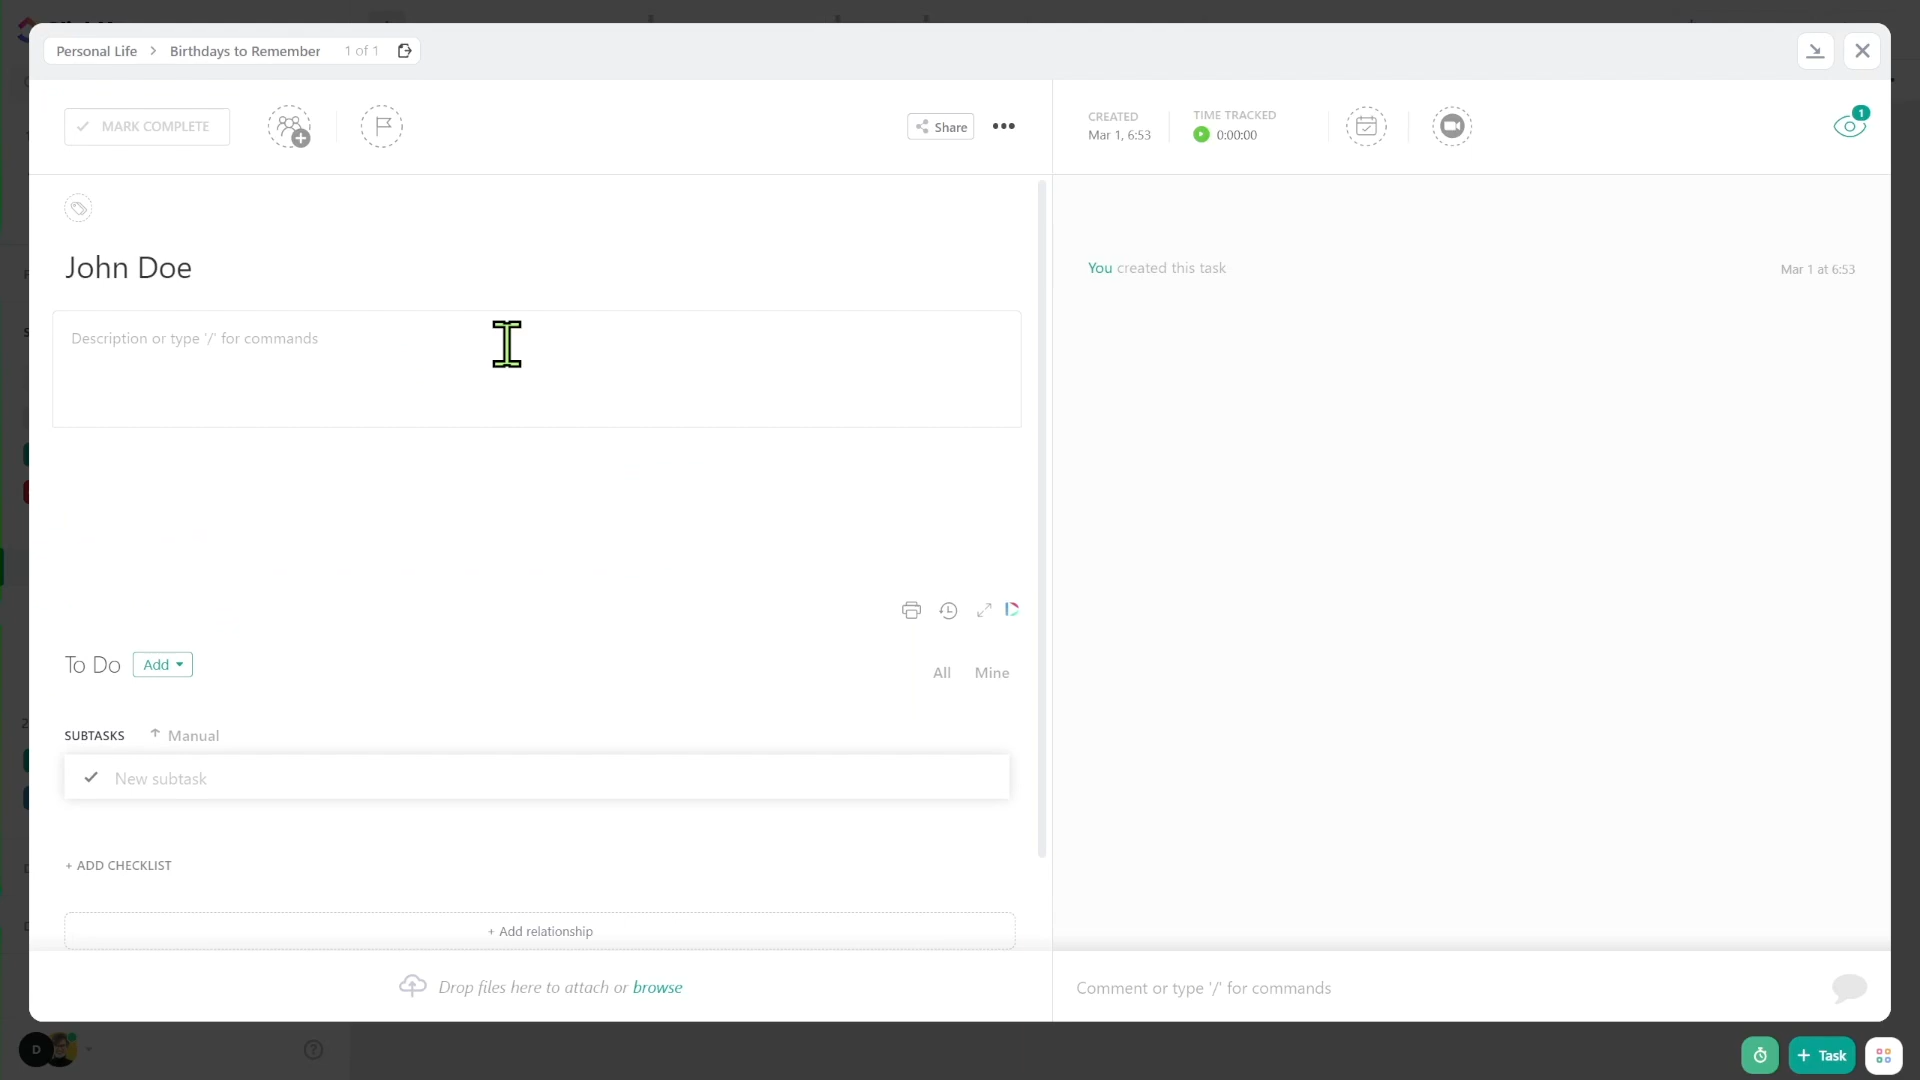 Personal Life > Birthdays to Remember 1 of 1
MARK COMPLETE
Share
CREATED
Mar 1, 6:53
TIME TRACKED
0:00:00
1
John Doe
Description or type '/' for commands
You created this task
Mar 1 at 6:53
To Do
Add
All
Mine
SUBTASKS
Manual
New subtask
+ ADD CHECKLIST
+ Add relationship
Drop files here to attach or browse
Comment or type '/' for commands
D
?
+ Task